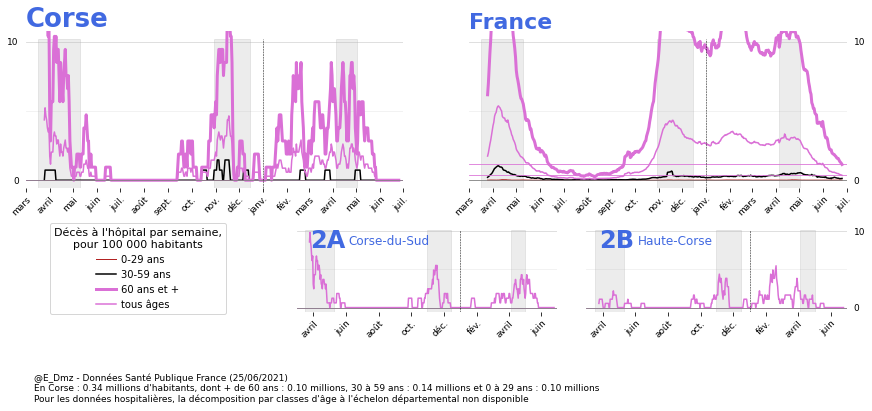 Corse
France
10
0
mars avril mai juin juil. août sept. oct. nov. déc. janv. fév. mars avril mai juin juil.
10
0
mars avril mai juin juil. août sept. oct. nov. déc. janv. fév. mars avril mai juin juil.
Décès à l'hôpital par semaine,
pour 100 000 habitants
0-29 ans
30-59 ans
60 ans et +
tous âges
2A Corse-du-Sud
avril juin août oct. déc. fév. avril juin
2B Haute-Corse
10
0
avril juin août oct. déc. fév. avril juin
@E_Dmz - Données Santé Publique France (25/06/2021)
En Corse : 0.34 millions d'habitants, dont + de 60 ans : 0.10 millions, 30 à 59 ans : 0.14 millions et 0 à 29 ans : 0.10 millions
Pour les données hospitalières, la décomposition par classes d'âge à l'échelon départemental non disponible